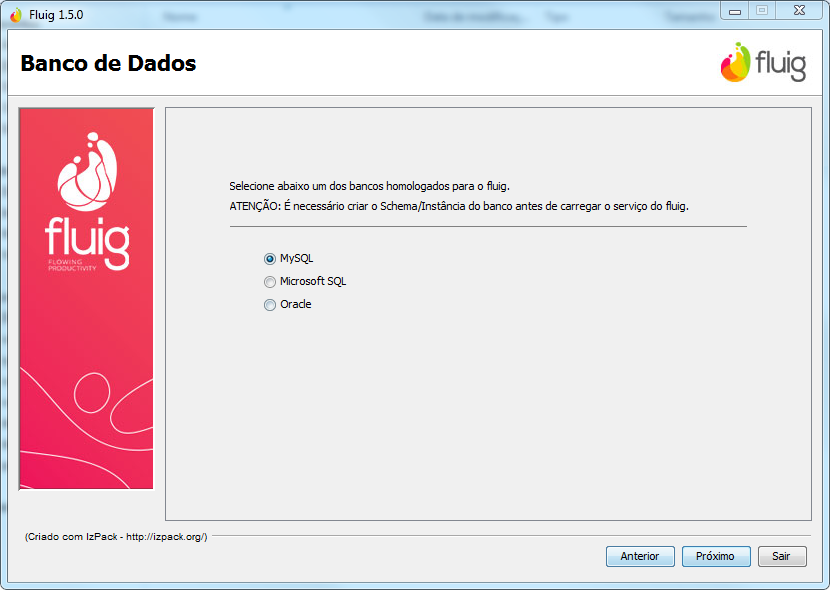 Fluig 1.5.0
Banco de Dados
fluig
fluig
FLOWING
PRODUCTIVITY
Selecione abaixo um dos bancos homologados para o fluig.
ATENÇÃO: É necessário criar o Schema/Instância do banco antes de carregar o serviço do fluig.
MySQL
Microsoft SQL
Oracle
(Criado com IzPack - http://izpack.org/)
Anterior Próximo Sair